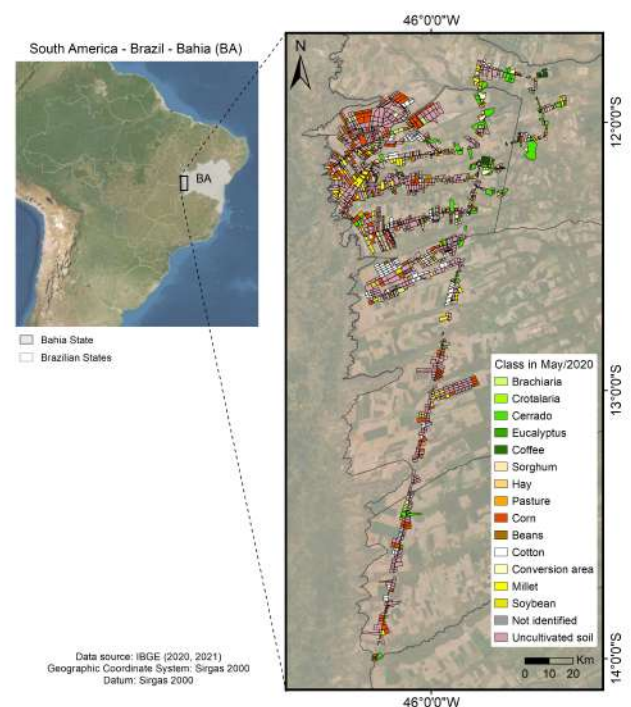 46°0'0"W
South America - Brazil - Bahia (BA)
N
12°0'0"S
BA
Bahia State
Brazilian States
Class in May/2020
Brachiaria
Crotalaria
Cerrado
Eucalyptus
Coffee
Sorghum
Hay
Pasture
Corn
Beans
Cotton
Conversion area
Millet
Soybean
Not identified
Uncultivated soil
13°0'0"S
Data source: IBGE (2020, 2021)
Geographic Coordinate System: Sirgas 2000
Datum: Sirgas 2000
Km
0 10 20
14°0'0"S
46°0'0"W